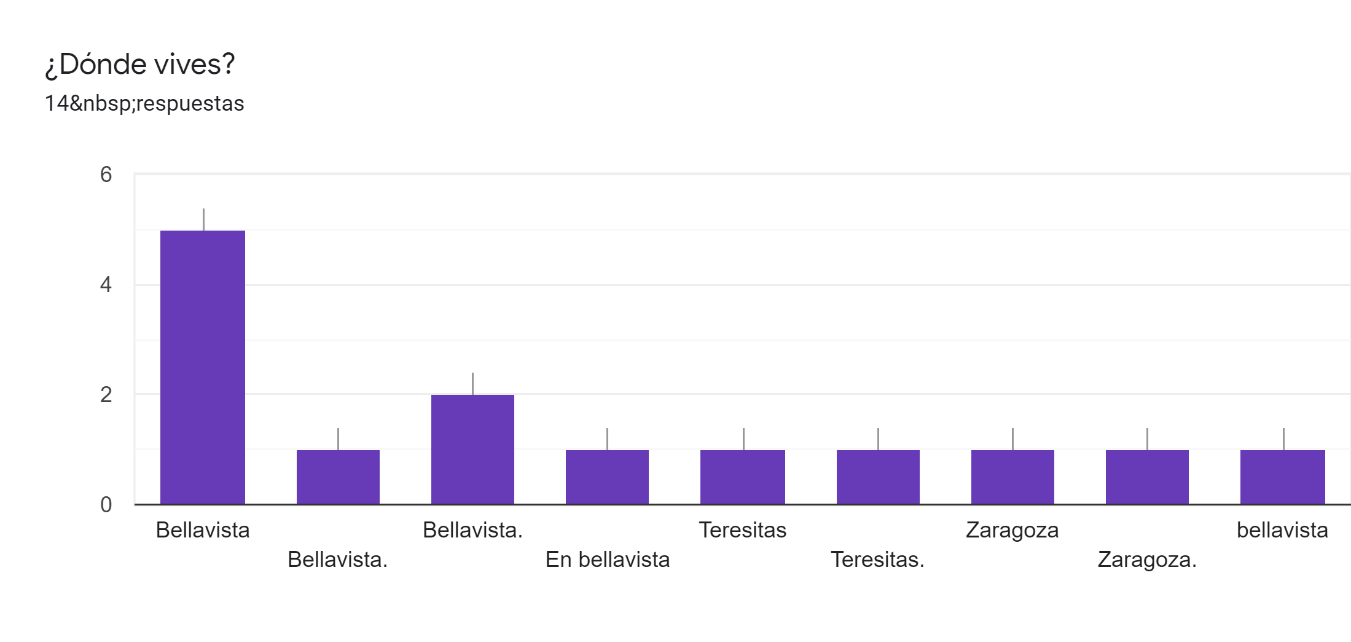 ¿Dónde vives?
14&nbsp;respuestas
6
4
2
0
Bellavista
Bellavista.
Bellavista.
En bellavista
Teresitas
Teresitas.
Zaragoza
Zaragoza.
bellavista